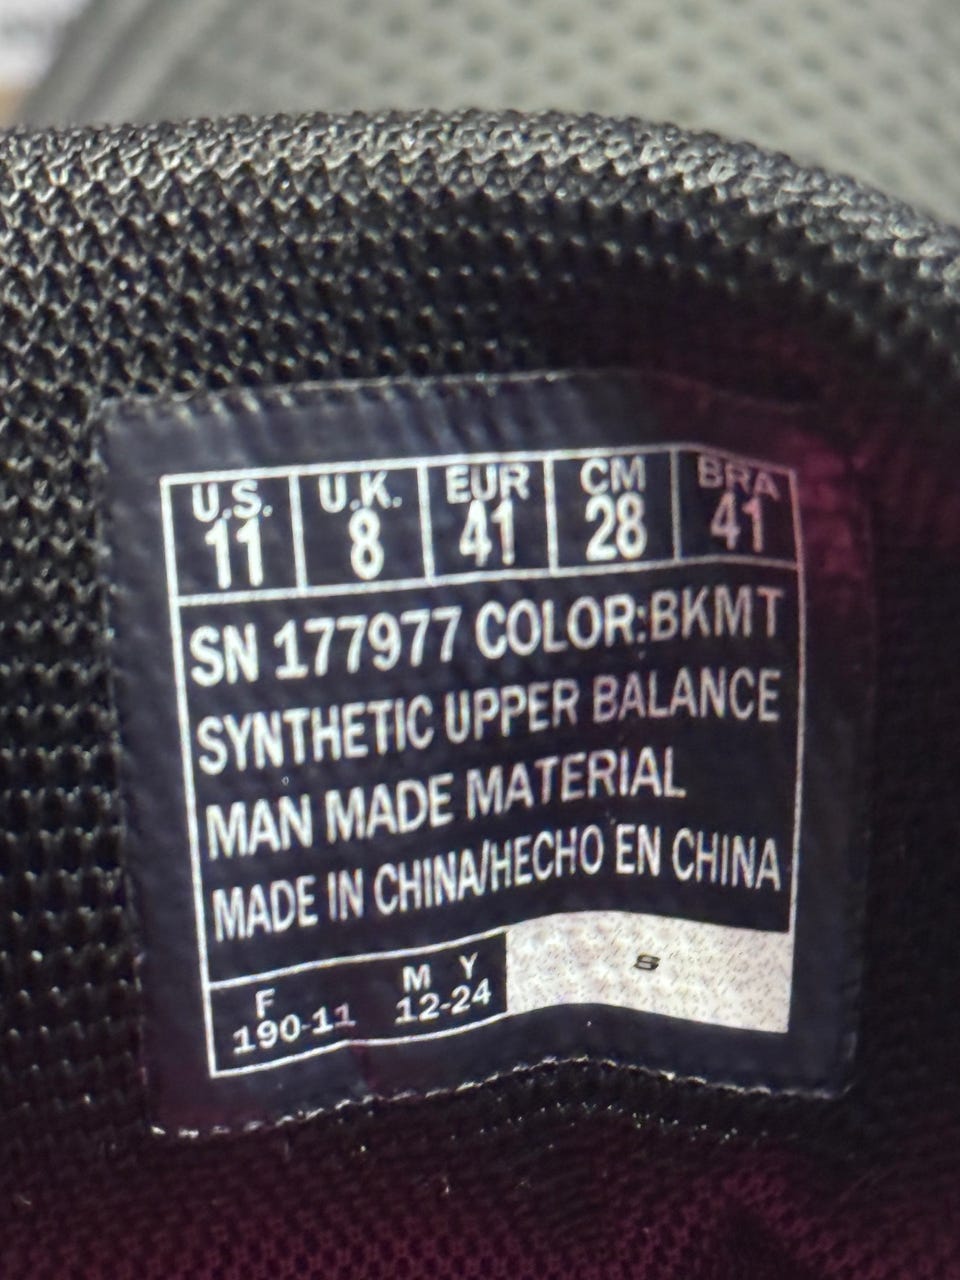 U.S. U.K. EUR CM BRA
11 8 41 28 41
SN 177977 COLOR:BKMT
SYNTHETIC UPPER BALANCE
MAN MADE MATERIAL
MADE IN CHINA/HECHO EN CHINA
F M Y
190-11 12-24
S